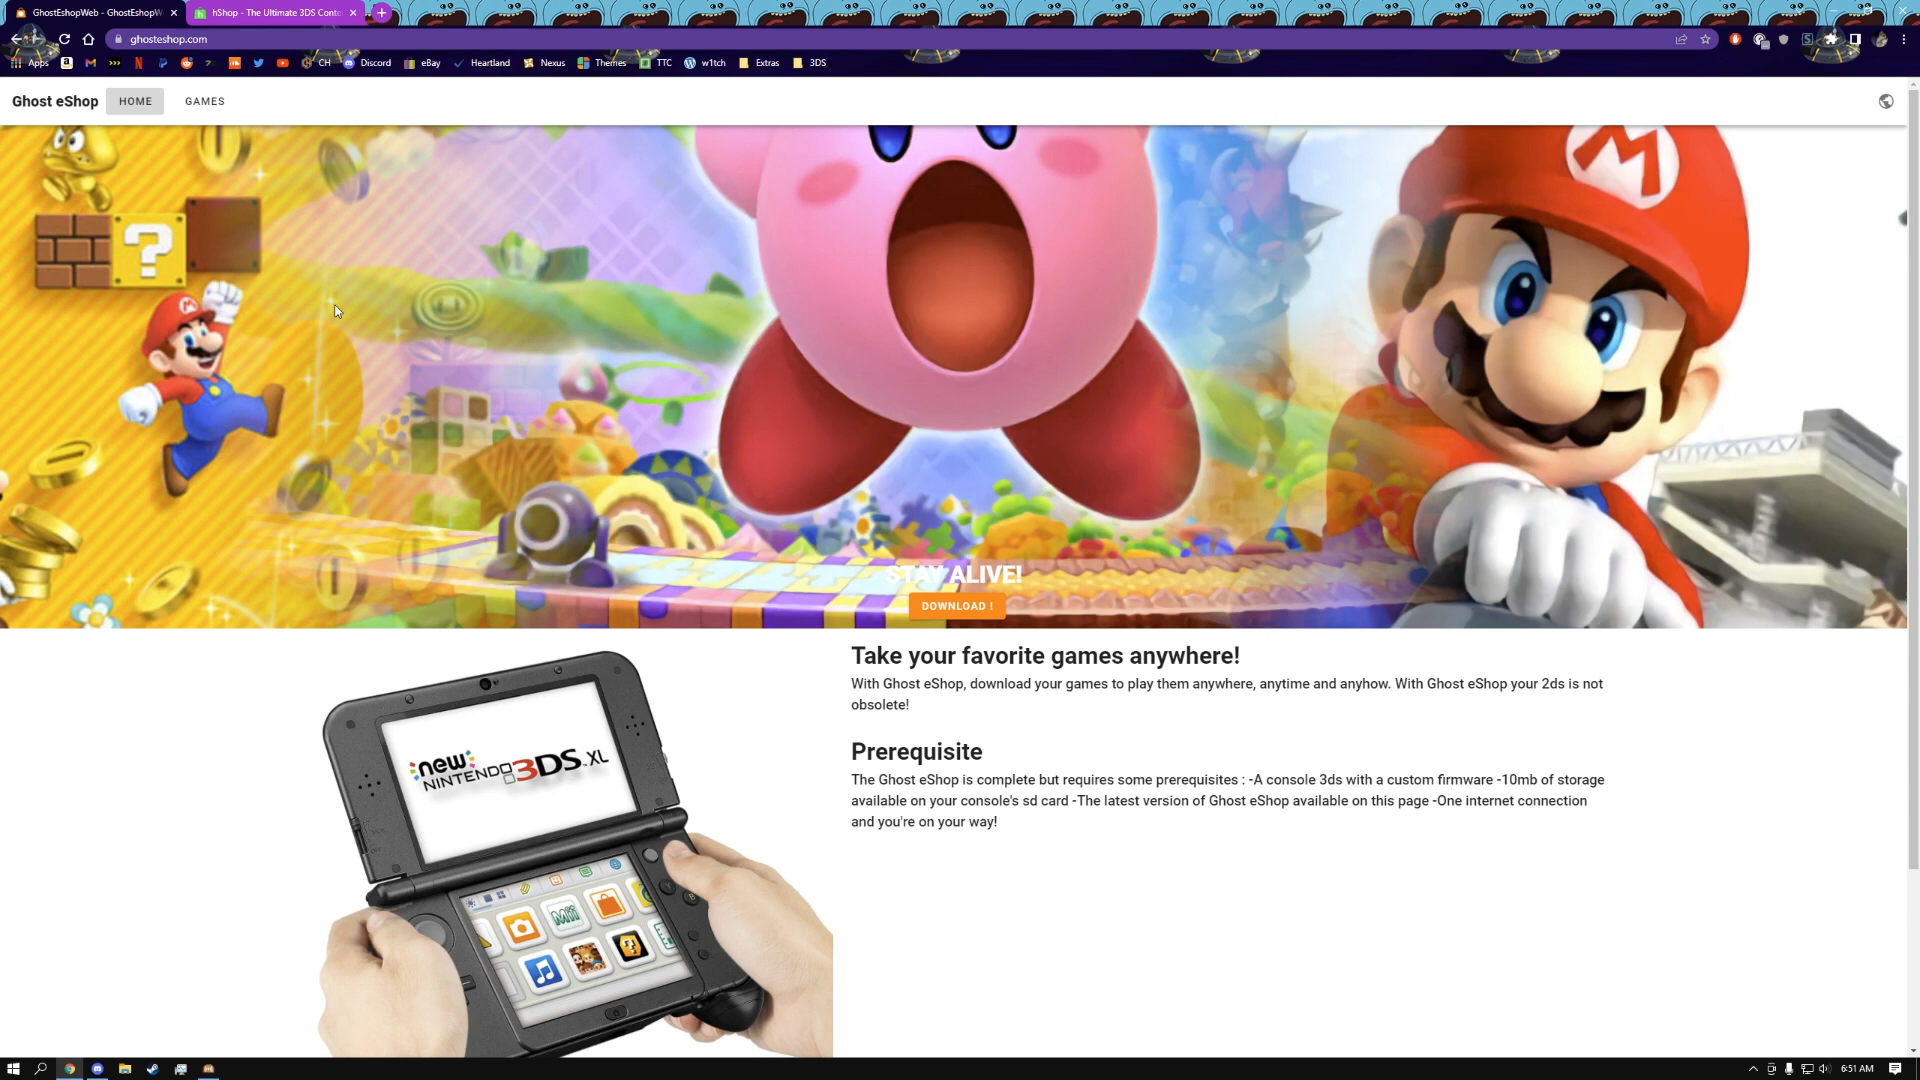 GhostEshopWeb - GhostEshopW
hShop - The Ultimate 3DS Conte
ghosteshop.com
Apps
CH
Discord
eBay
Heartland
Nexus
Themes
TTC
w1tch
Extras
3DS
Ghost eShop
HOME
GAMES
STAY ALIVE!
DOWNLOAD !
Take your favorite games anywhere!
With Ghost eShop, download your games to play them anywhere, anytime and anyhow. With Ghost eShop your 2ds is not
obsolete!
Prerequisite
The Ghost eShop is complete but requires some prerequisites : -A console 3ds with a custom firmware -10mb of storage
available on your console's sd card -The latest version of Ghost eShop available on this page -One internet connection
and you're on your way!
new
NINTENDO3DS XL
Mii
6:51 AM